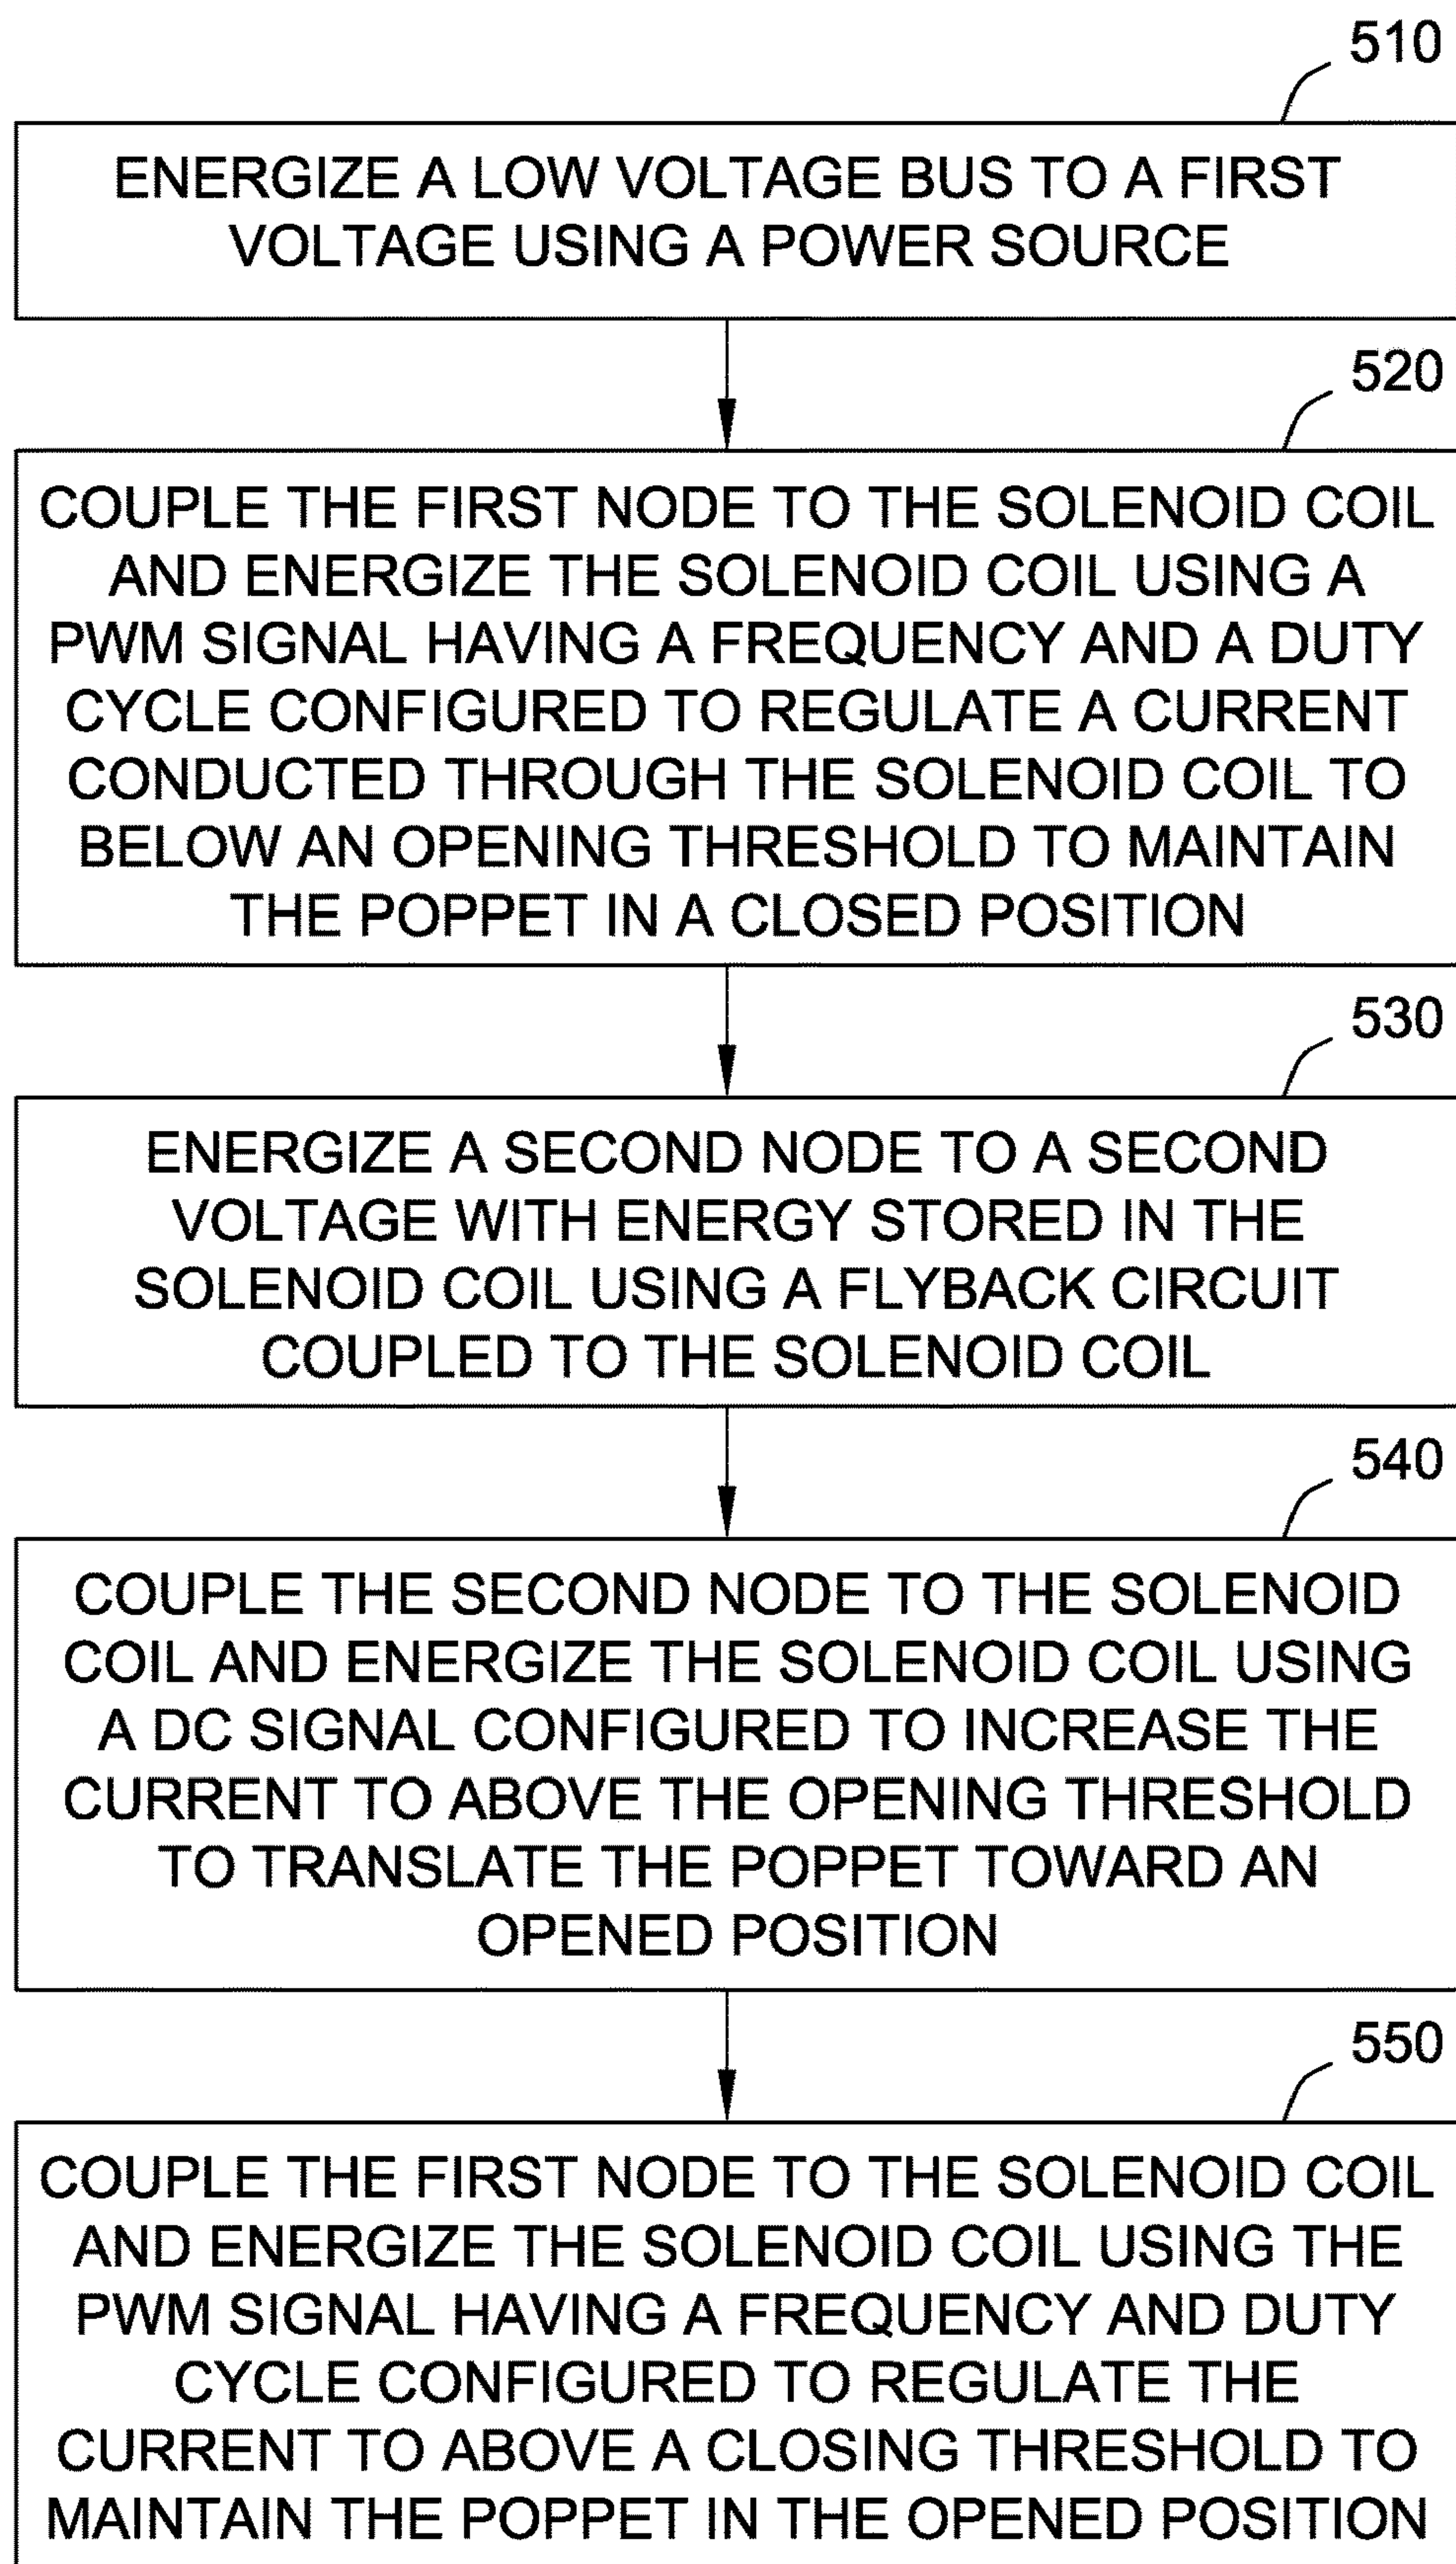 510
ENERGIZE A LOW VOLTAGE BUS TO A FIRST
VOLTAGE USING A POWER SOURCE
520
COUPLE THE FIRST NODE TO THE SOLENOID COIL
AND ENERGIZE THE SOLENOID COIL USING A
PWM SIGNAL HAVING A FREQUENCY AND A DUTY
CYCLE CONFIGURED TO REGULATE A CURRENT
CONDUCTED THROUGH THE SOLENOID COIL TO
BELOW AN OPENING THRESHOLD TO MAINTAIN
THE POPPET IN A CLOSED POSITION
530
ENERGIZE A SECOND NODE TO A SECOND
VOLTAGE WITH ENERGY STORED IN THE
SOLENOID COIL USING A FLYBACK CIRCUIT
COUPLED TO THE SOLENOID COIL
540
COUPLE THE SECOND NODE TO THE SOLENOID
COIL AND ENERGIZE THE SOLENOID COIL USING
A DC SIGNAL CONFIGURED TO INCREASE THE
CURRENT TO ABOVE THE OPENING THRESHOLD
TO TRANSLATE THE POPPET TOWARD AN
OPENED POSITION
550
COUPLE THE FIRST NODE TO THE SOLENOID COIL
AND ENERGIZE THE SOLENOID COIL USING THE
PWM SIGNAL HAVING A FREQUENCY AND DUTY
CYCLE CONFIGURED TO REGULATE THE
CURRENT TO ABOVE A CLOSING THRESHOLD TO
MAINTAIN THE POPPET IN THE OPENED POSITION